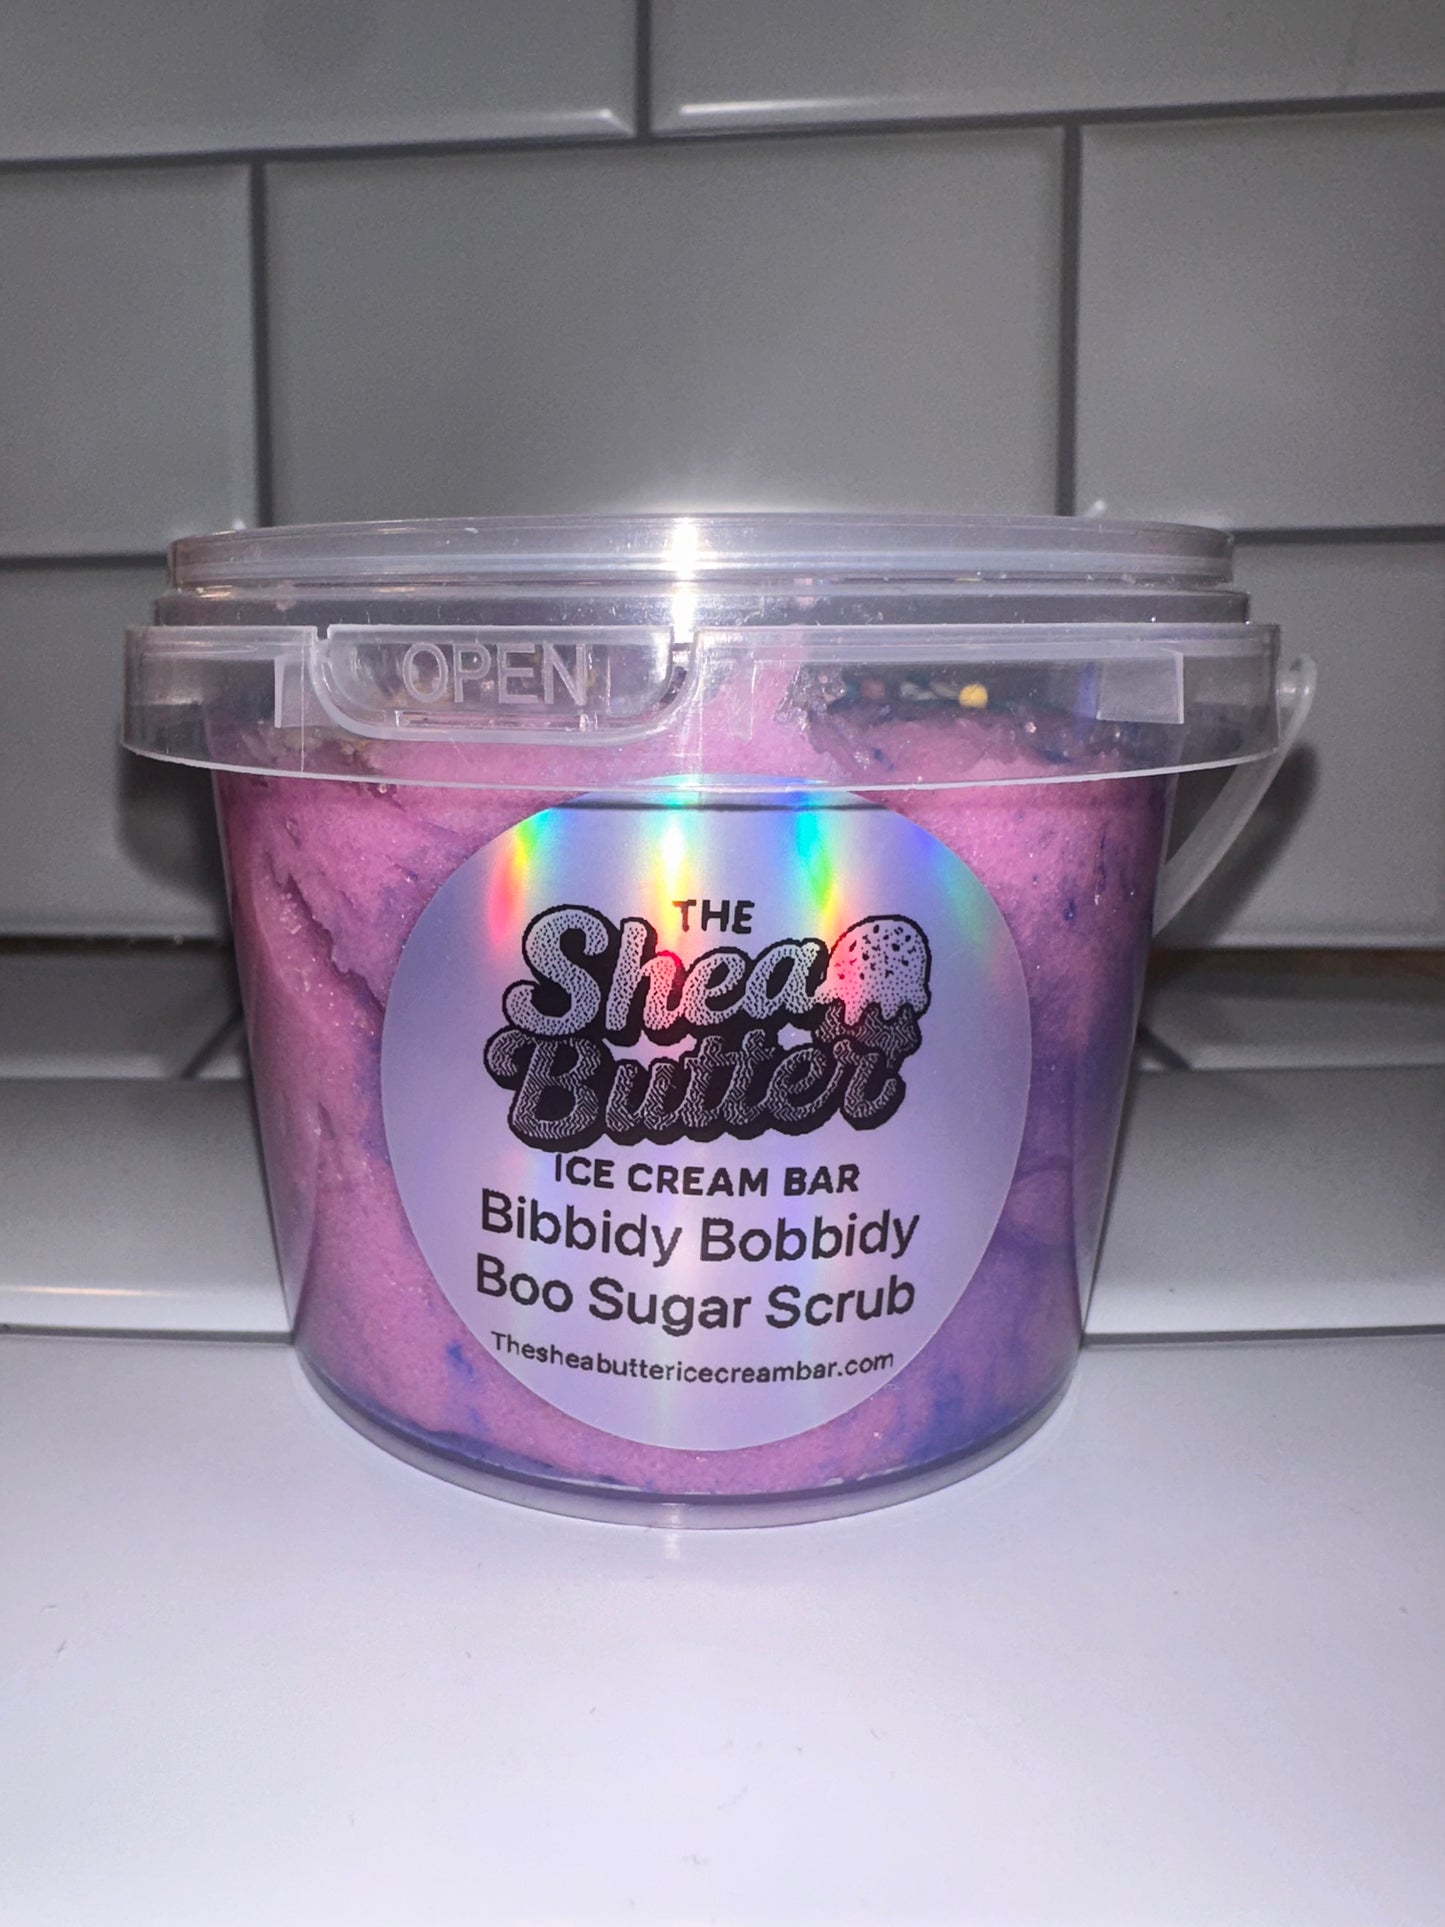 OPEN
THE
Shea
Butter
ICE CREAM BAR
Bibbidy Bobbidy
Boo Sugar Scrub
Thesheabuttericecreambar.com